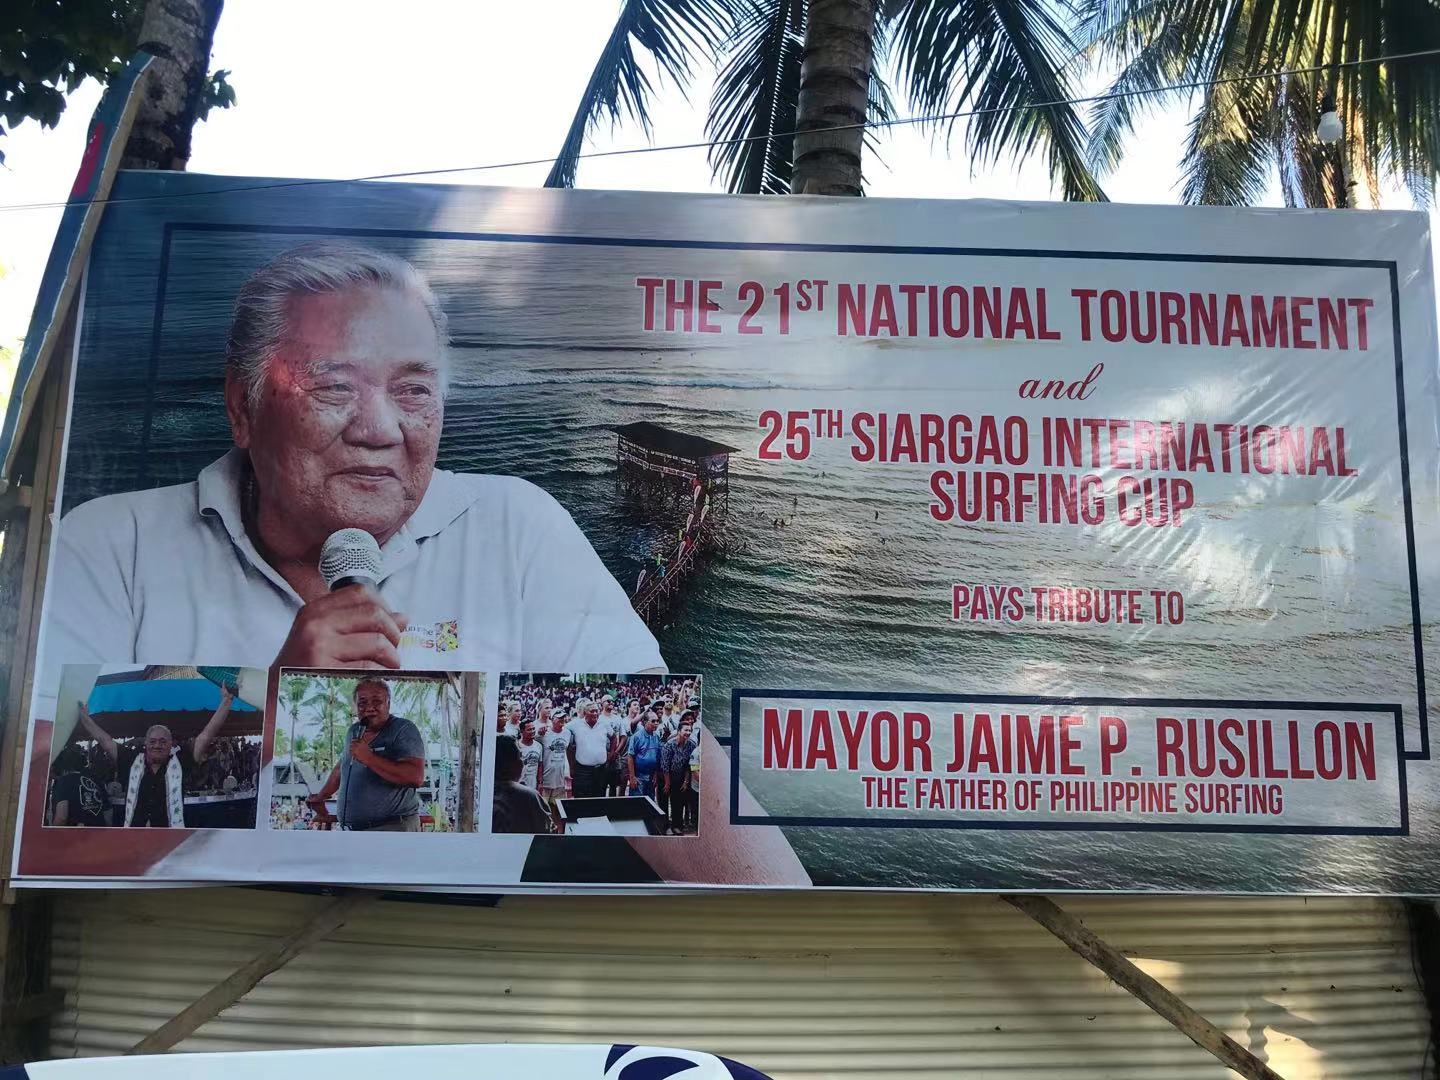 THE 21ST NATIONAL TOURNAMENT
and
25TH SIARGAO INTERNATIONAL
SURFING CUP
PAYS TRIBUTE TO
MAYOR JAIME P. RUSILLON
THE FATHER OF PHILIPPINE SURFING